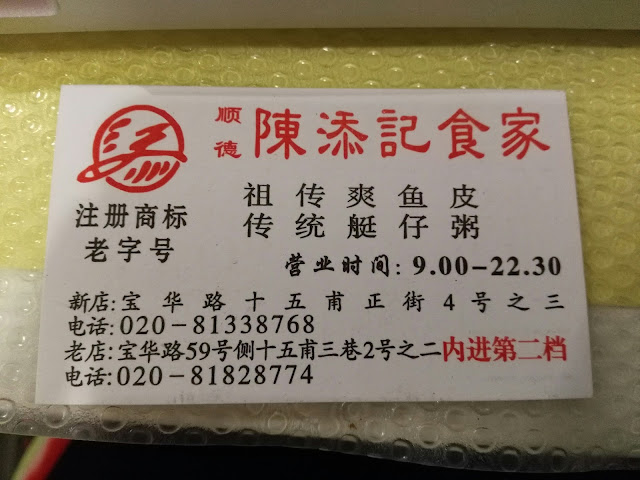 顺德 陳添記食家
注册商标
老字号
祖传爽鱼皮
传统艇仔粥
营业时间: 9.00-22.30
新店:宝华路十五甫正街4号之三
电话:020-81338768
老店:宝华路59号侧十五甫三巷2号之二内进第二档
电话:020-81828774